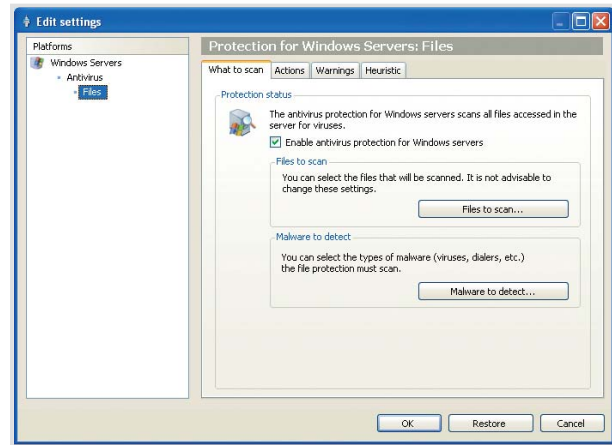 Edit settings
Platforms
Windows Servers
Antivirus
Files
Protection for Windows Servers: Files
What to scan
Actions
Warnings
Heuristic
Protection status
The antivirus protection for Windows servers scans all files accessed in the
server for viruses.
Enable antivirus protection for Windows servers
Files to scan
You can select the files that will be scanned. It is not advisable to
change these settings.
Files to scan...
Malware to detect
You can select the types of malware (viruses, dialers, etc.)
the file protection must scan.
Malware to detect...
OK
Restore
Cancel